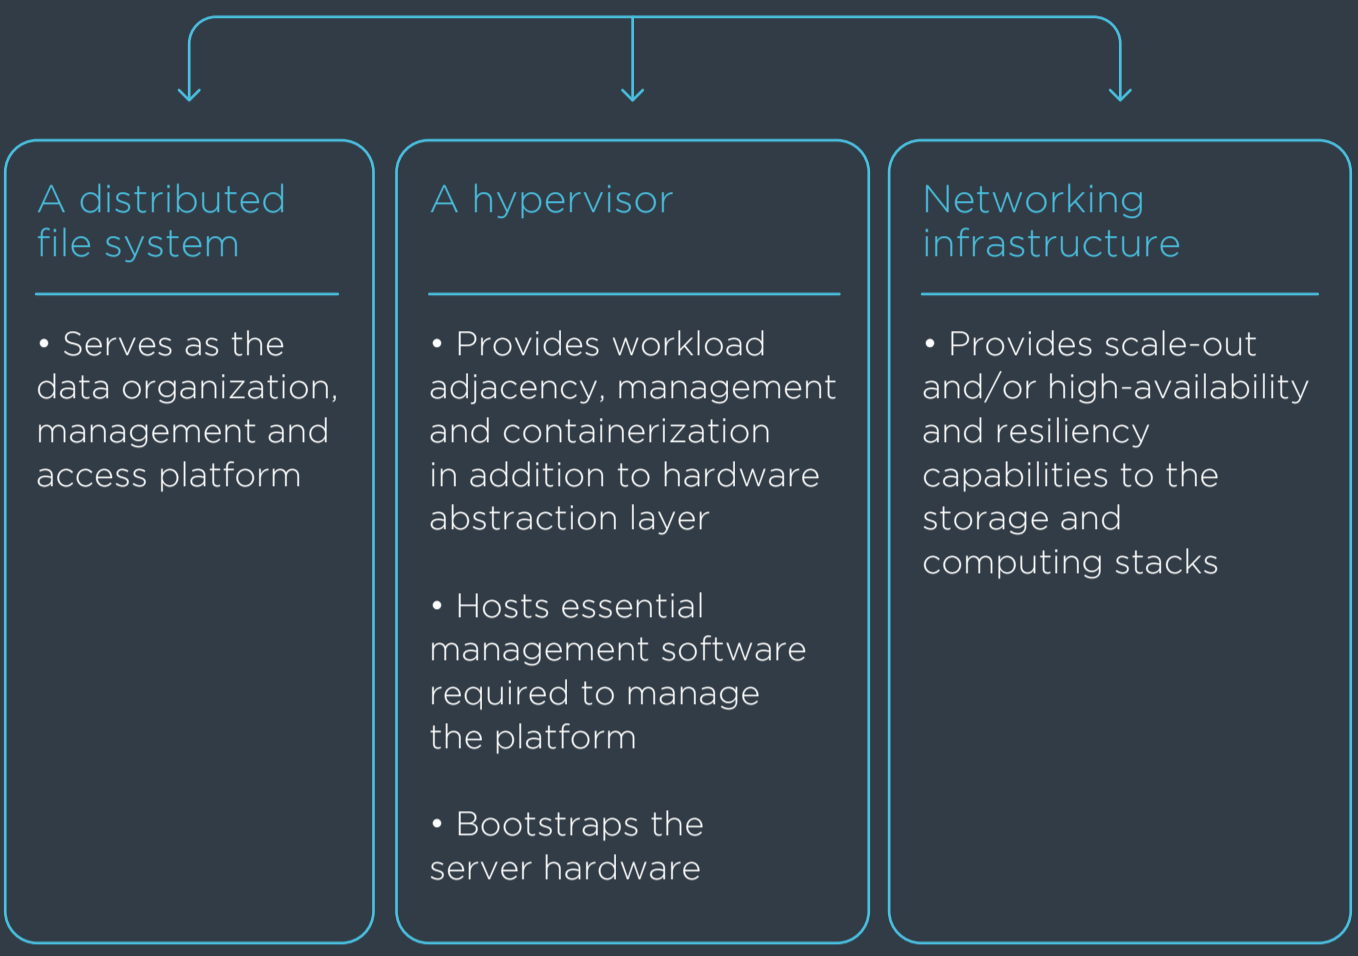 A distributed
file system
• Serves as the
data organization,
management and
access platform
A hypervisor
• Provides workload
adjacency, management
and containerization
in addition to hardware
abstraction layer
• Hosts essential
management software
required to manage
the platform
• Bootstraps the
server hardware
Networking
infrastructure
• Provides scale-out
and/or high-availability
and resiliency
capabilities to the
storage and
computing stacks